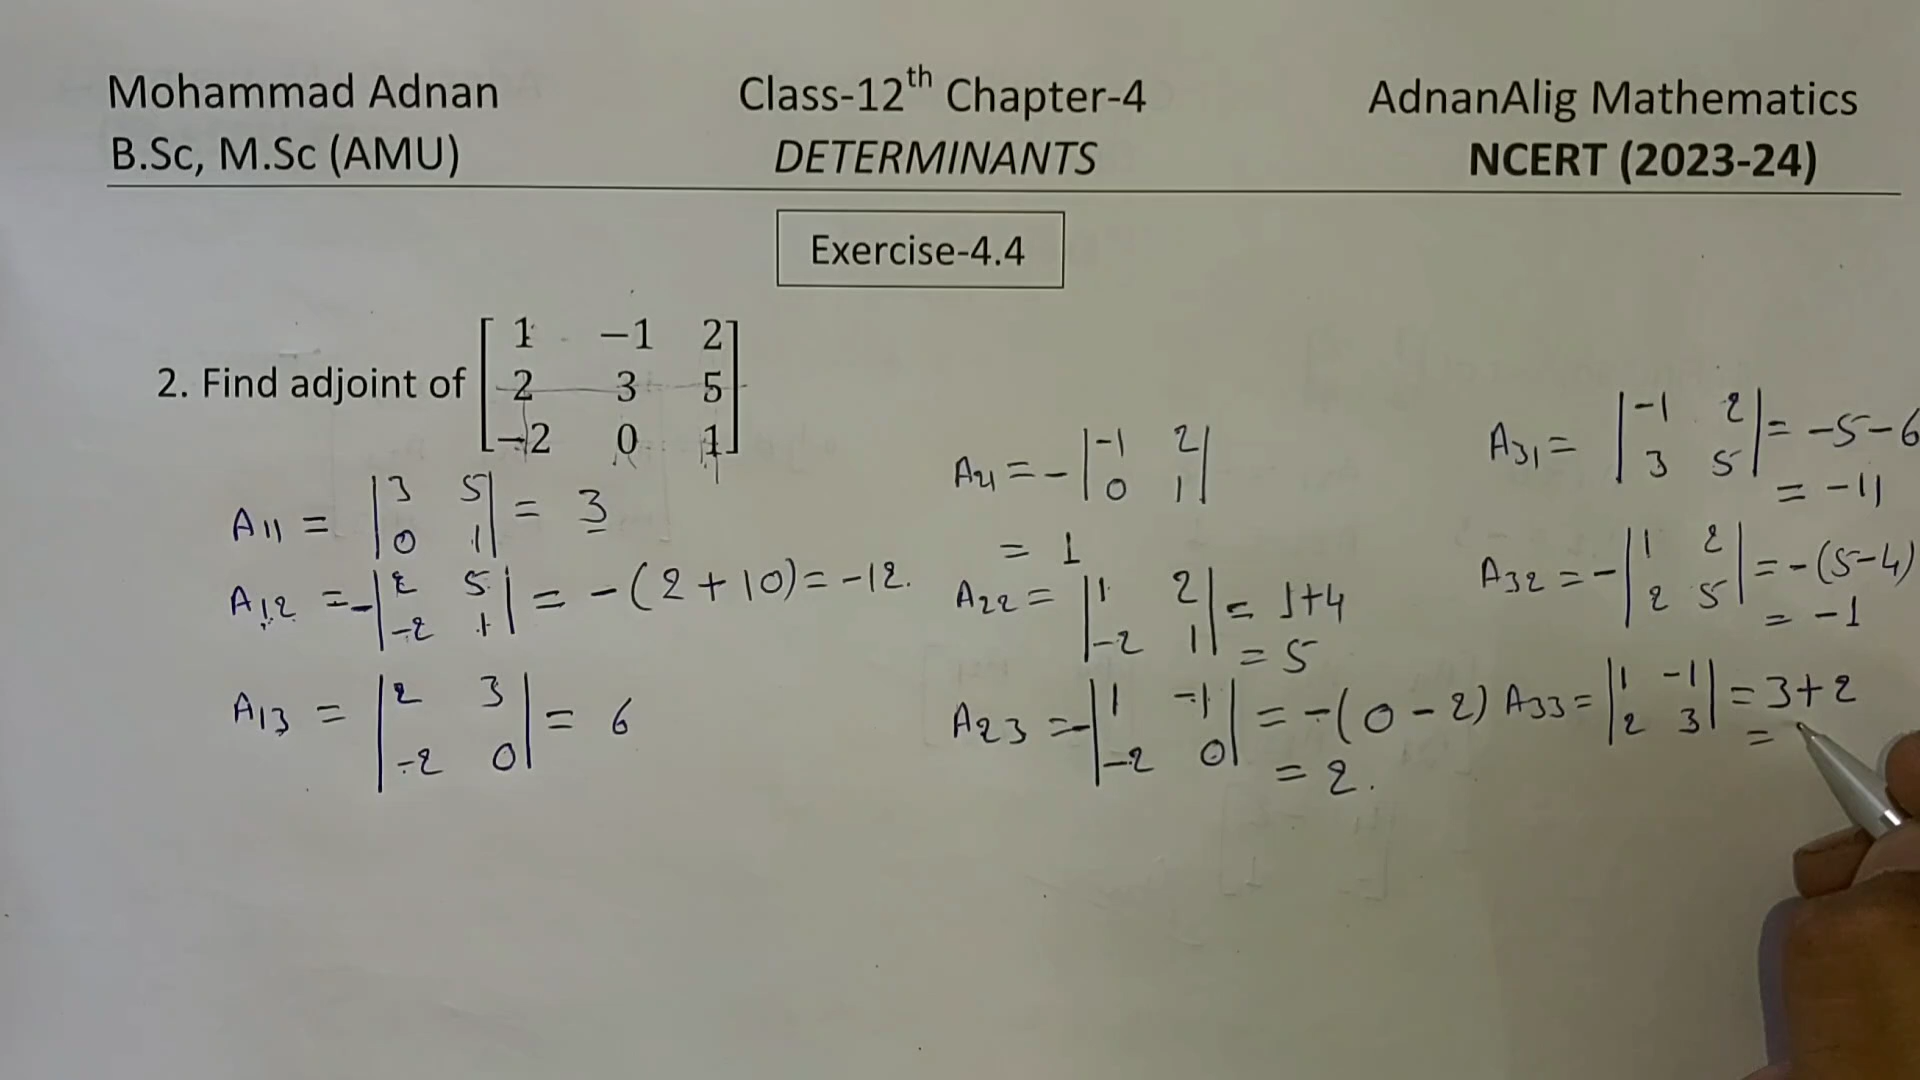 Mohammad Adnan
B.Sc, M.Sc (AMU)
Class-12th Chapter-4
DETERMINANTS
AdnanAlig Mathematics
NCERT (2023-24)
Exercise-4.4
2. Find adjoint of [1 −1 2
2 3 5
−2 0 1]
A11 = |3 5
0 1| = 3
A12 = -|2 5
-2 1| = -(2+10) = -12.
A13 = |2 3
-2 0| = 6
A21 = -|-1 2
0 1|
= 1
A22 = |1 2
-2 1| = 1+4
= 5
A23 = -|1 -1
-2 0| = -(0-2)
= 2.
A31 = |-1 2
3 5| = -5-6
= -11
A32 = -|1 2
2 5| = -(5-4)
= -1
A33 = |1 -1
2 3| = 3+2
=